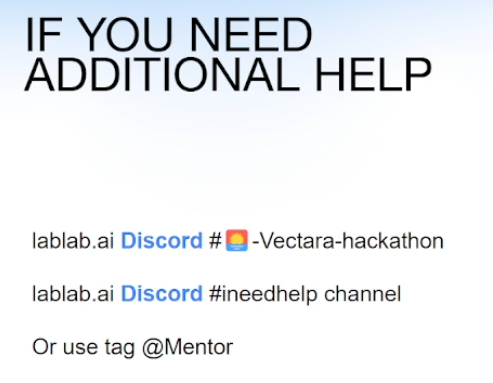 IF YOU NEED
ADDITIONAL HELP
lablab.ai Discord #🌅-Vectara-hackathon
lablab.ai Discord #ineedhelp channel
Or use tag @Mentor